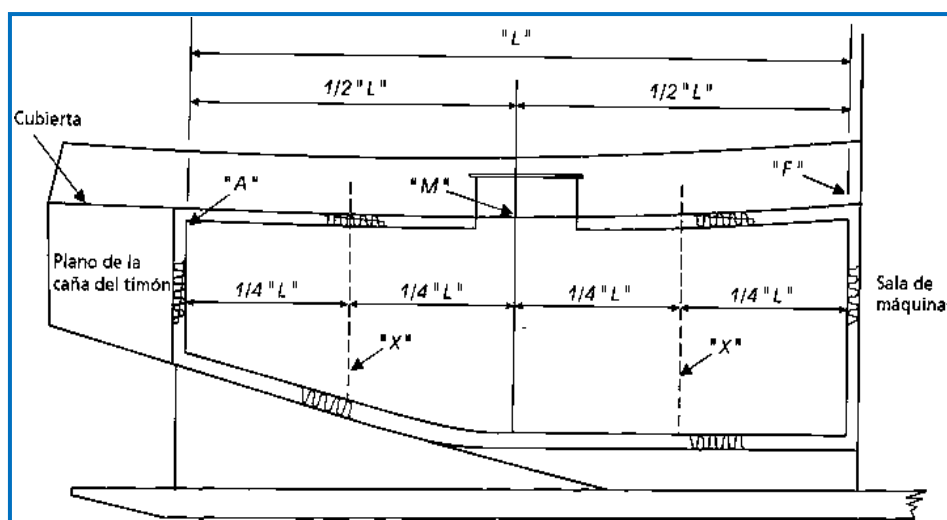 "L"
1/2 "L" 1/2 "L"
Cubierta
"A" "M" "F"
Plano de la
caña del timón
1/4 "L" 1/4 "L" 1/4 "L" 1/4 "L"
Sala de
máquina
"X" "X"